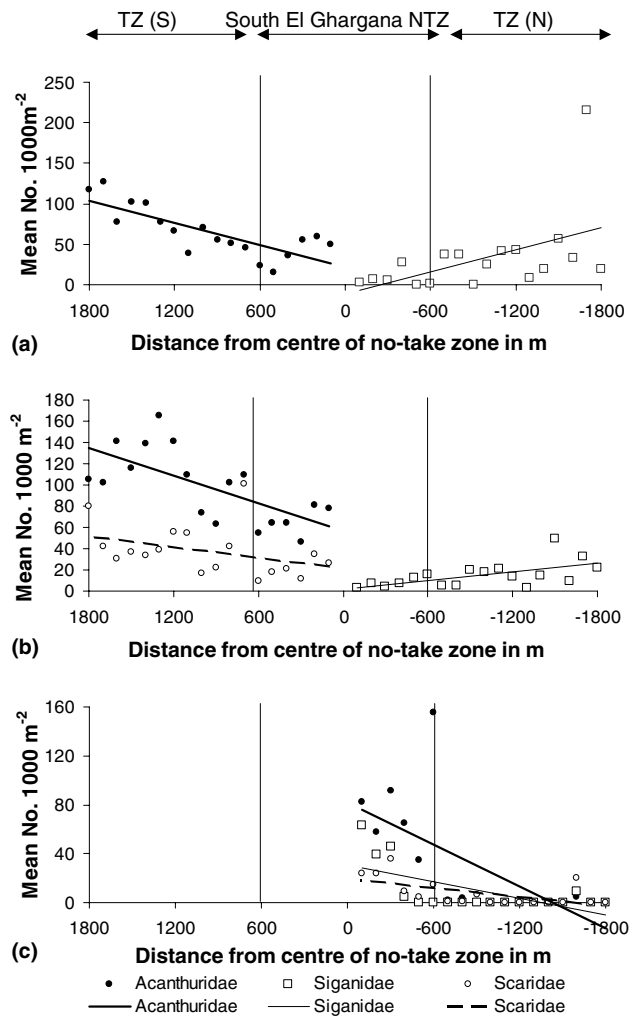 TZ (S) South El Ghargana NTZ TZ (N)
250
200
150
100
50
0
Mean No. 1000m-2
1800 1200 600 0 -600 -1200 -1800
(a) Distance from centre of no-take zone in m
180
160
140
120
100
80
60
40
20
0
Mean No. 1000 m-2
1800 1200 600 0 -600 -1200 -1800
(b) Distance from centre of no-take zone in m
160
120
80
40
0
Mean No. 1000 m-2
1800 1200 600 0 -600 -1200 -1800
(c) Distance from centre of no-take zone in m
Acanthuridae Siganidae Scaridae
Acanthuridae Siganidae Scaridae